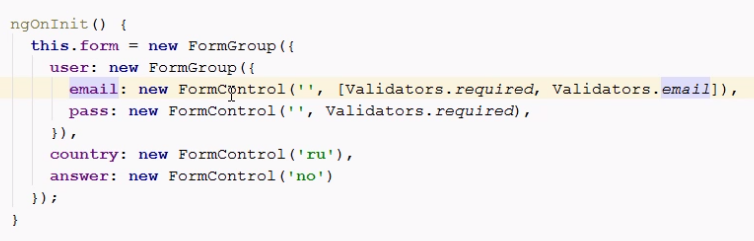 ngOnInit() {
  this.form = new FormGroup({
    user: new FormGroup({
      email: new FormControl('', [Validators.required, Validators.email]),
      pass: new FormControl('', Validators.required),
    }),
    country: new FormControl('ru'),
    answer: new FormControl('no')
  });
}